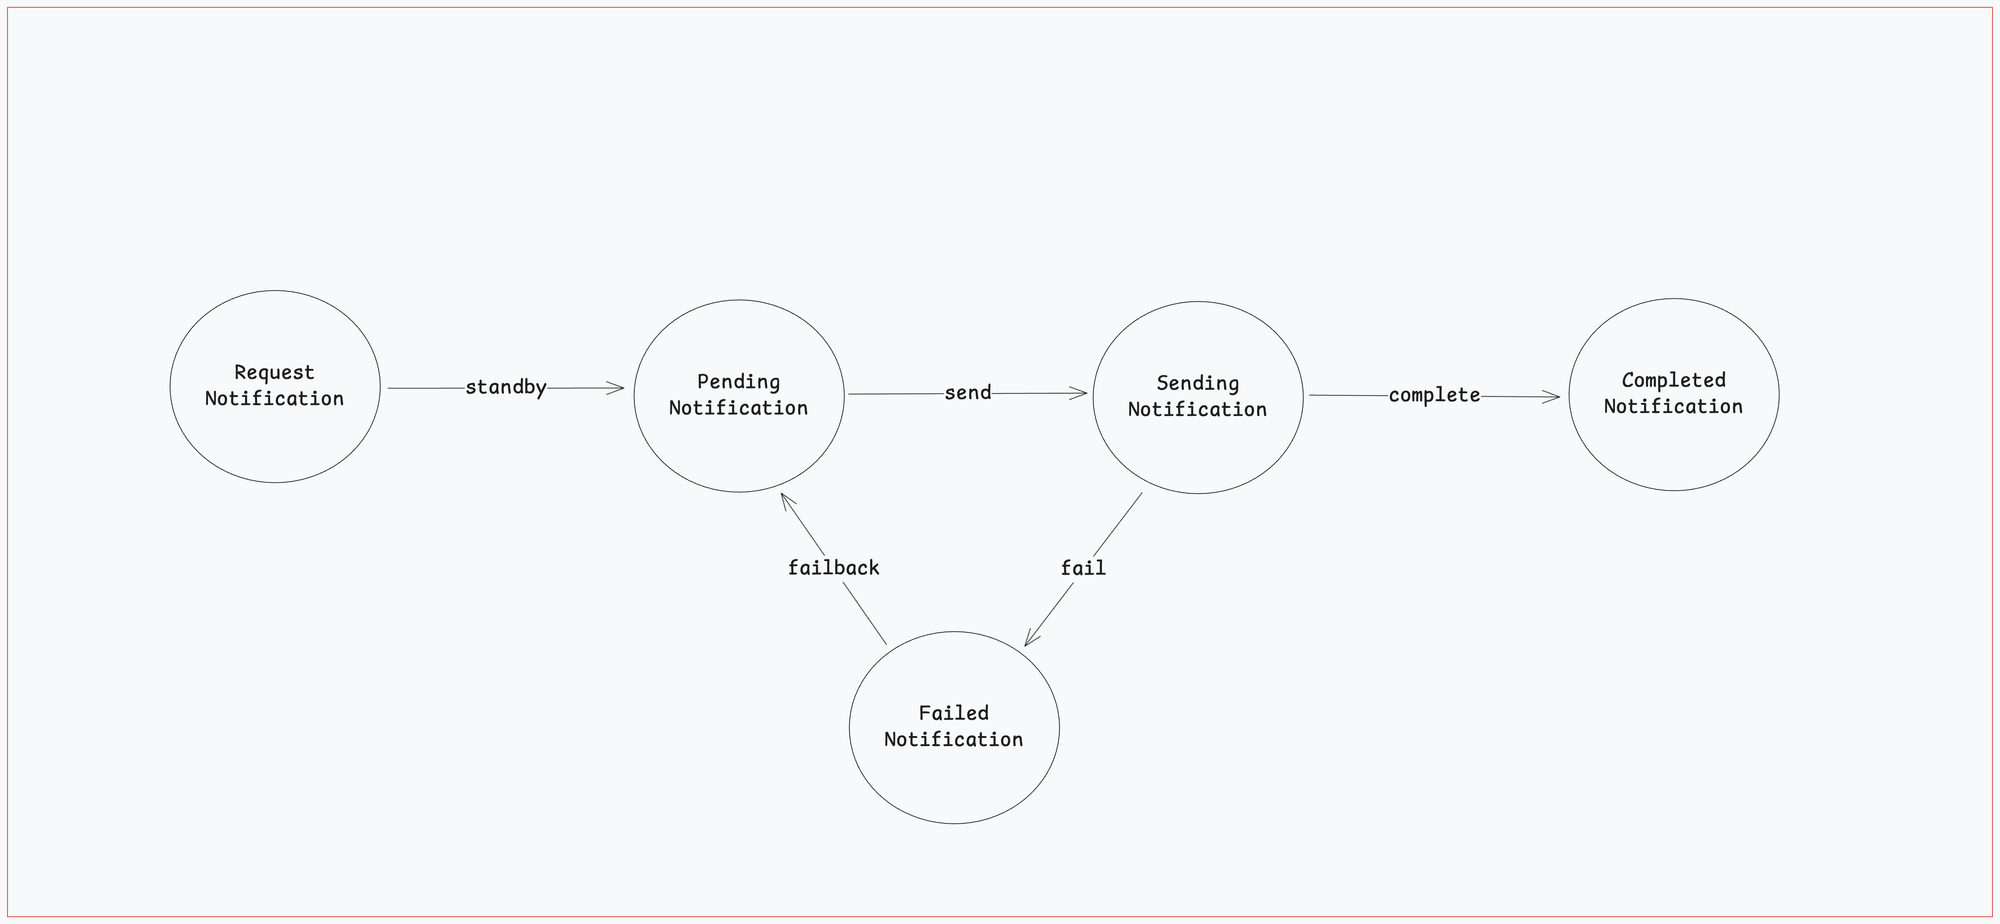 Request
Notification
standby
Pending
Notification
send
Sending
Notification
complete
Completed
Notification
failback
fail
Failed
Notification